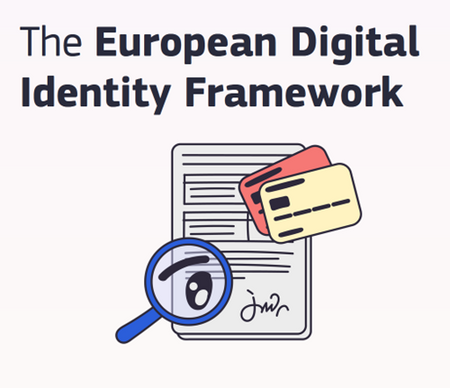 The European Digital
Identity Framework